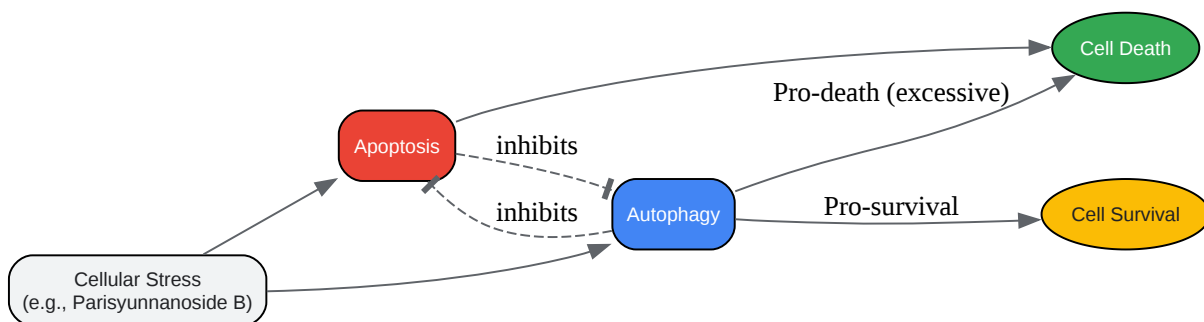 Cell Death
Pro-death (excessive)
Apoptosis
inhibits
inhibits
Autophagy
Pro-survival
Cell Survival
Cellular Stress
(e.g., Parisyunnanoside B)